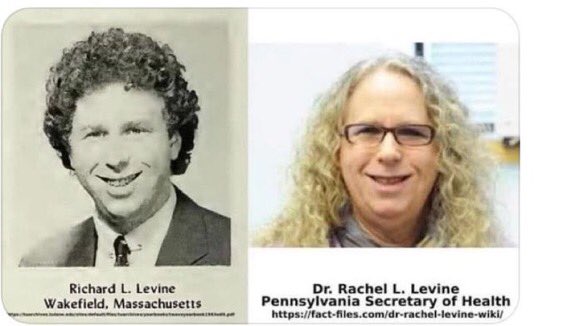 Richard L. Levine
Wakefield, Massachusetts
Dr. Rachel L. Levine
Pennsylvania Secretary of Health
https://fact-files.com/dr-rachel-levine-wiki/